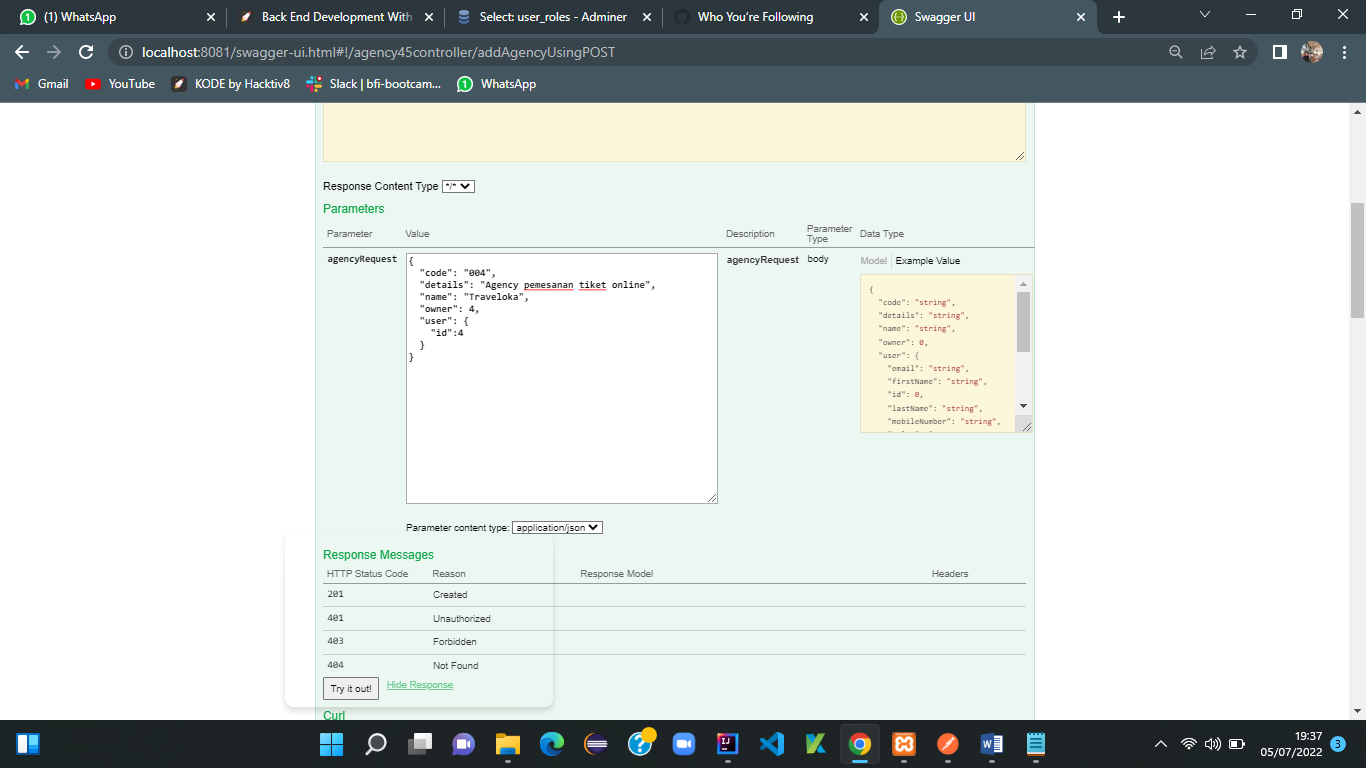 (1) WhatsApp
Back End Development With
Select: user_roles - Adminer
Who You're Following
Swagger UI
localhost:8081/swagger-ui.html#!/agency45controller/addAgencyUsingPOST
Gmail
YouTube
KODE by Hacktiv8
Slack | bfi-bootcam...
WhatsApp
Response Content Type */*
Parameters
Parameter Value Description Parameter Type Data Type
agencyRequest
{
"code": "004",
"details": "Agency pemesanan tiket online",
"name": "Traveloka",
"owner": 4,
"user": {
"id":4
}
}
agencyRequest
body
Model Example Value
{
"code": "string",
"details": "string",
"name": "string",
"owner": 0,
"user": {
"email": "string",
"firstName": "string",
"id": 0,
"lastName": "string",
"mobileNumber": "string",
Parameter content type: application/json
Response Messages
HTTP Status Code Reason Response Model Headers
201 Created
401 Unauthorized
403 Forbidden
404 Not Found
Try it out! Hide Response
Curl
19:37
05/07/2022
3